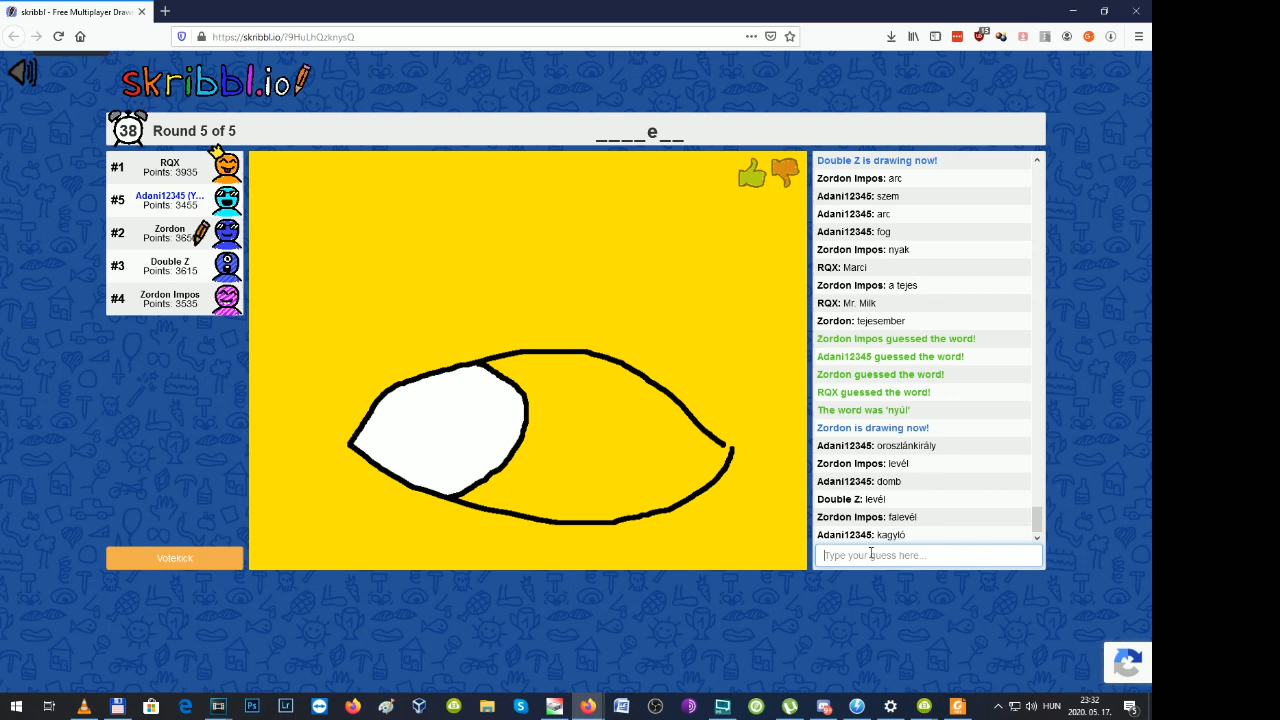 skribbl - Free Multiplayer Draw
https://skribbl.io/?9HuLhQzknysQ
15
skribbl.io
38
Round 5 of 5
____e__
#1
RQX
Points: 3935
#5
Adani12345 (Y...
Points: 3455
#2
Zordon
Points: 365
#3
Double Z
Points: 3615
#4
Zordon Impos
Points: 3535
Votekick
Double Z is drawing now!
Zordon Impos: arc
Adani12345: szem
Adani12345: arc
Adani12345: fog
Zordon Impos: nyak
RQX: Marci
Zordon Impos: a tejes
RQX: Mr. Milk
Zordon: tejesember
Zordon Impos guessed the word!
Adani12345 guessed the word!
Zordon guessed the word!
RQX guessed the word!
The word was 'nyúl'
Zordon is drawing now!
Adani12345: oroszlánkirály
Zordon Impos: levél
Adani12345: domb
Double Z: levél
Zordon Impos: falevél
Adani12345: kagyló
Type your guess here...
HUN
23:32
2020. 05. 17.